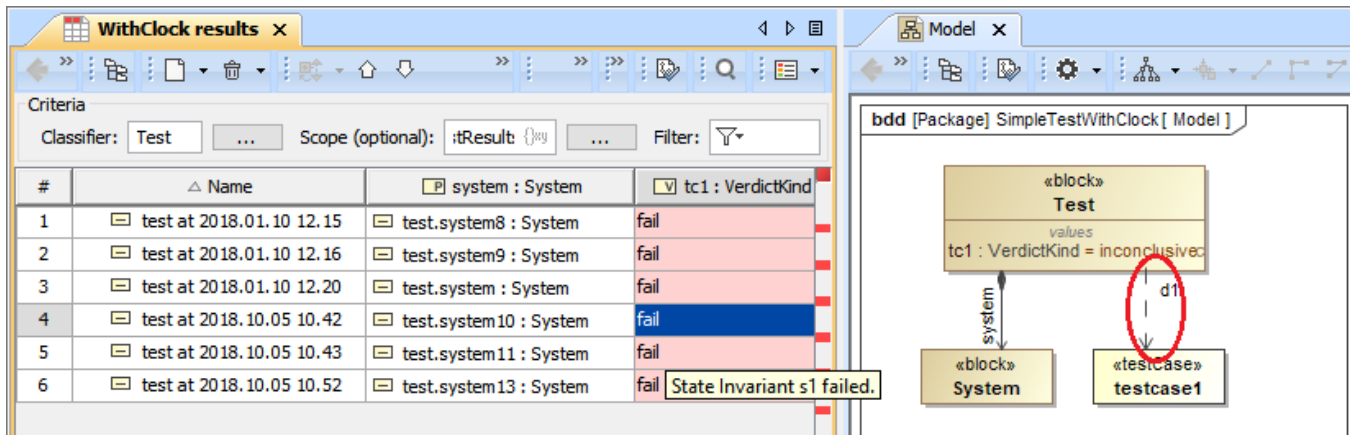 WithClock results
Criteria
Classifier: Test ... Scope (optional): :tResults {}xy ... Filter:
# Name system : System tc1 : VerdictKind
1 test at 2018.01.10 12.15 test.system8 : System fail
2 test at 2018.01.10 12.16 test.system9 : System fail
3 test at 2018.01.10 12.20 test.system : System fail
4 test at 2018.10.05 10.42 test.system10 : System fail
5 test at 2018.10.05 10.43 test.system11 : System fail
6 test at 2018.10.05 10.52 test.system13 : System fail
State Invariant s1 failed.
Model
bdd [Package] SimpleTestWithClock [ Model ]
«block»
Test
values
tc1 : VerdictKind = inconclusive
d1
system
«block»
System
«testCase»
testcase1